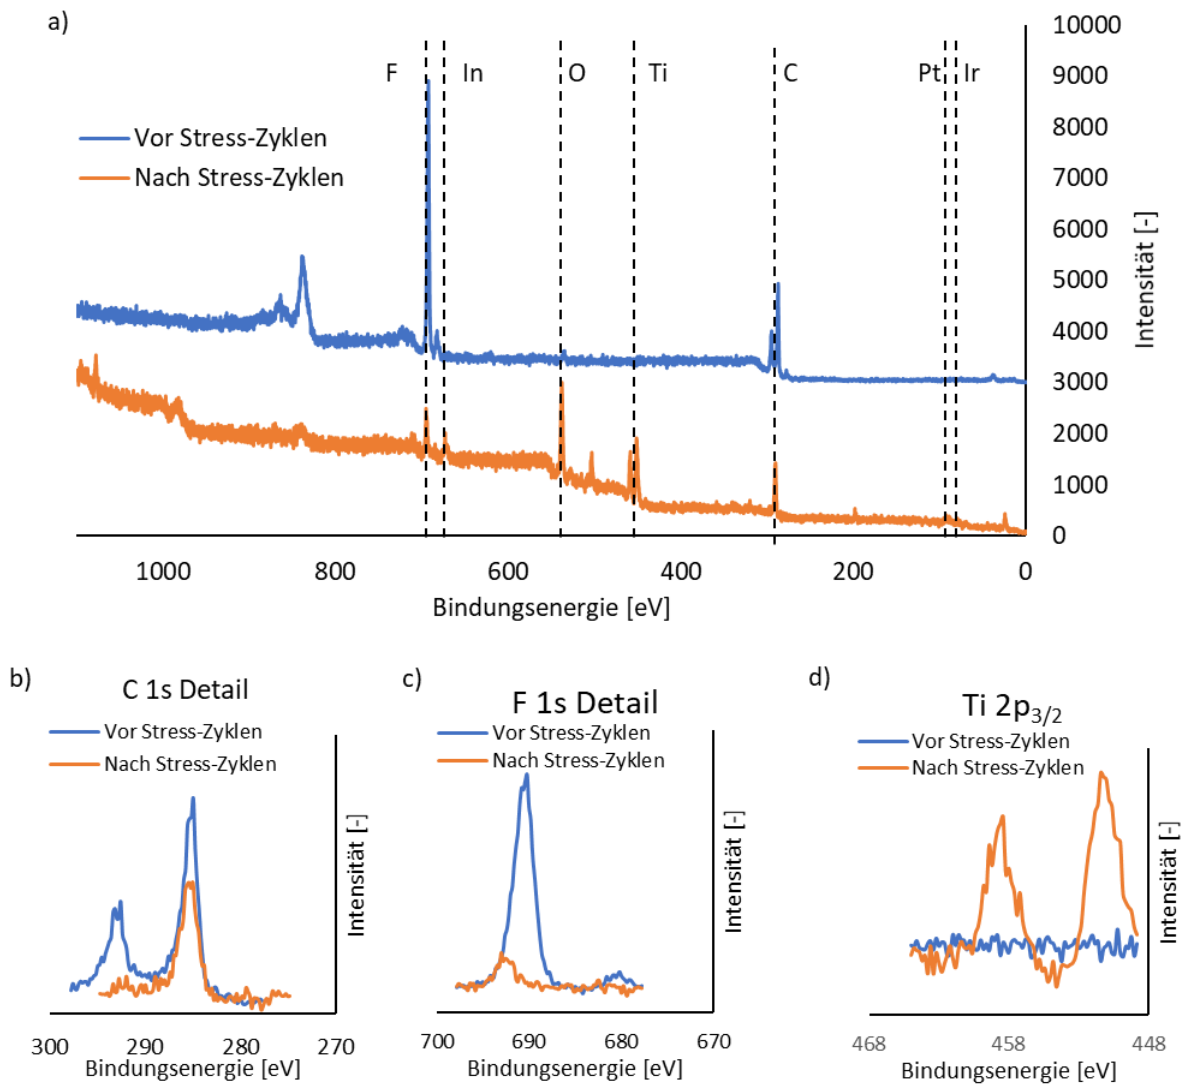 a)
10000
9000
8000
7000
6000
5000
4000
3000
2000
1000
0
Intensität [-]
F In O Ti C Pt Ir
Vor Stress-Zyklen
Nach Stress-Zyklen
1000 800 600 400 200 0
Bindungsenergie [eV]
b)
C 1s Detail
Vor Stress-Zyklen
Nach Stress-Zyklen
Intensität [-]
300 290 280 270
Bindungsenergie [eV]
c)
F 1s Detail
Vor Stress-Zyklen
Nach Stress-Zyklen
Intensität [-]
700 690 680 670
Bindungsenergie [eV]
d)
Ti 2p3/2
Vor Stress-Zyklen
Nach Stress-Zyklen
Intensität [-]
468 458 448
Bindungsenergie [eV]